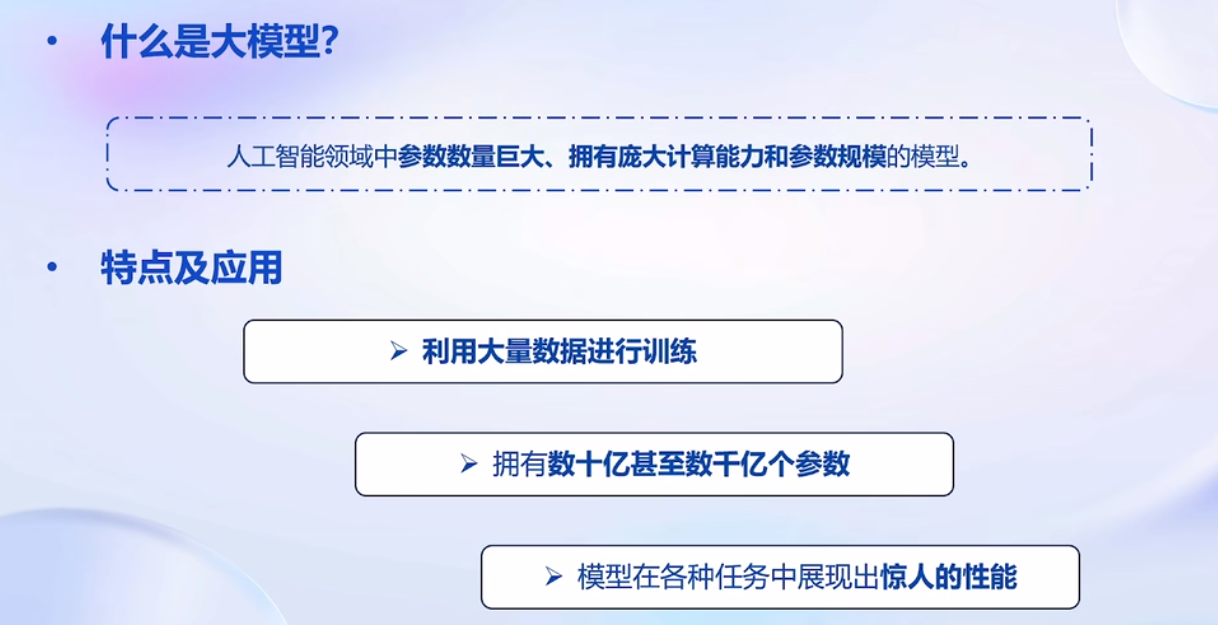 • 什么是大模型?
人工智能领域中参数数量巨大、拥有庞大计算能力和参数规模的模型。
• 特点及应用
➢ 利用大量数据进行训练
➢ 拥有数十亿甚至数千亿个参数
➢ 模型在各种任务中展现出惊人的性能